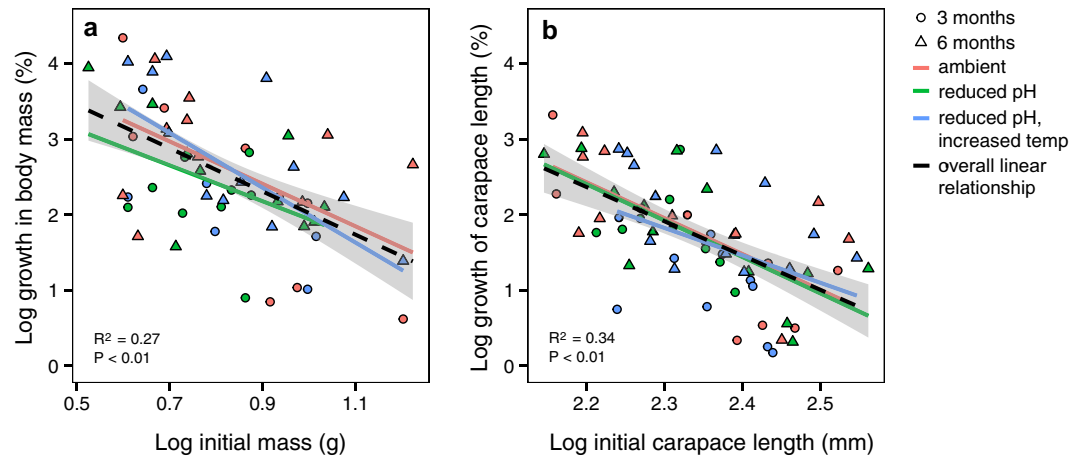 a
Log growth in body mass (%)
4
3
2
1
0
R² = 0.27
P < 0.01
0.5 0.7 0.9 1.1
Log initial mass (g)
b
Log growth of carapace length (%)
4
3
2
1
0
R² = 0.34
P < 0.01
2.2 2.3 2.4 2.5
Log initial carapace length (mm)
3 months
6 months
ambient
reduced pH
reduced pH,
increased temp
overall linear
relationship